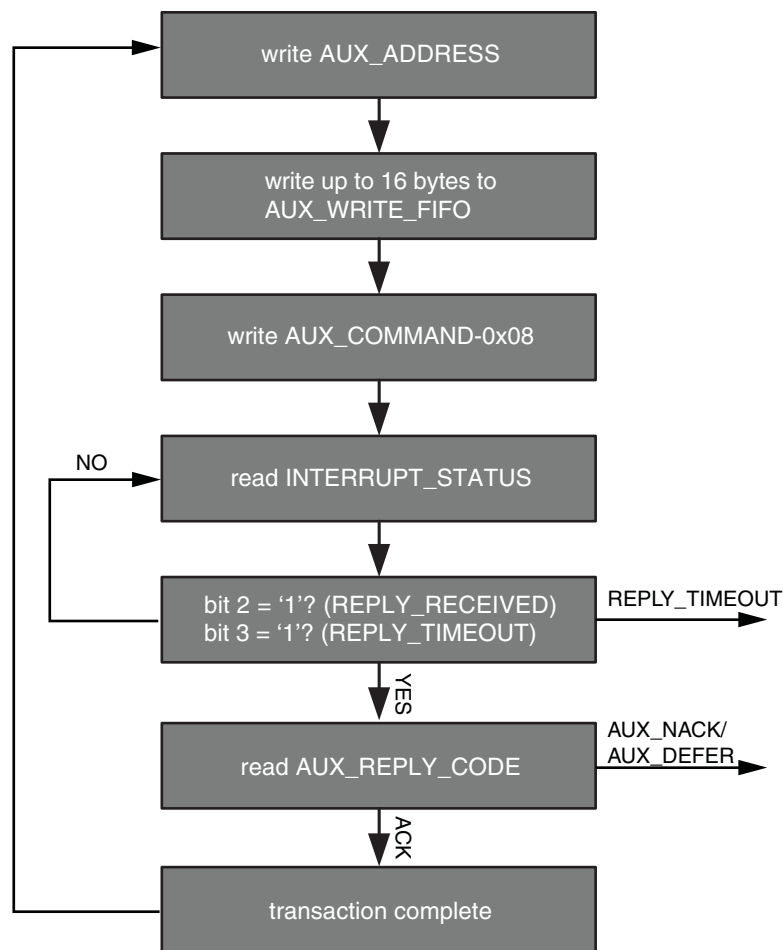 write AUX_ADDRESS
write up to 16 bytes to
AUX_WRITE_FIFO
write AUX_COMMAND-0x08
NO
read INTERRUPT_STATUS
bit 2 = ‘1’? (REPLY_RECEIVED)
bit 3 = ‘1’? (REPLY_TIMEOUT)
REPLY_TIMEOUT
YES
read AUX_REPLY_CODE
AUX_NACK/
AUX_DEFER
ACK
transaction complete